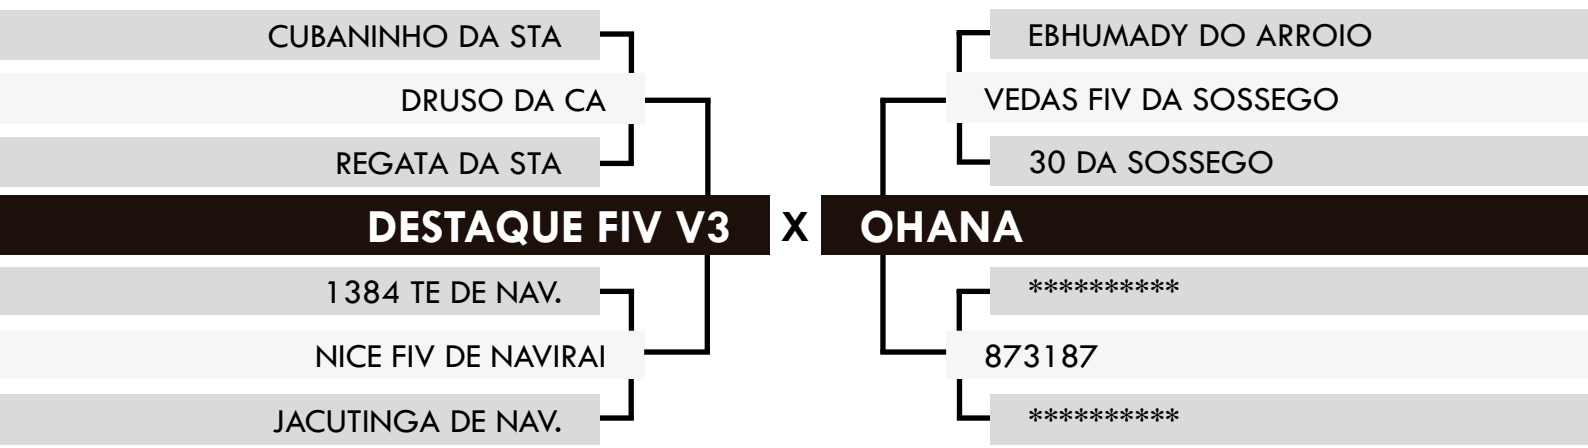 CUBANINHO DA STA
DRUSO DA CA
REGATA DA STA
EBHUMADY DO ARROIO
VEDAS FIV DA SOSSEGO
30 DA SOSSEGO
DESTAQUE FIV V3 X OHANA
1384 TE DE NAV.
NICE FIV DE NAVIRAI
JACUTINGA DE NAV.
**********
873187
**********